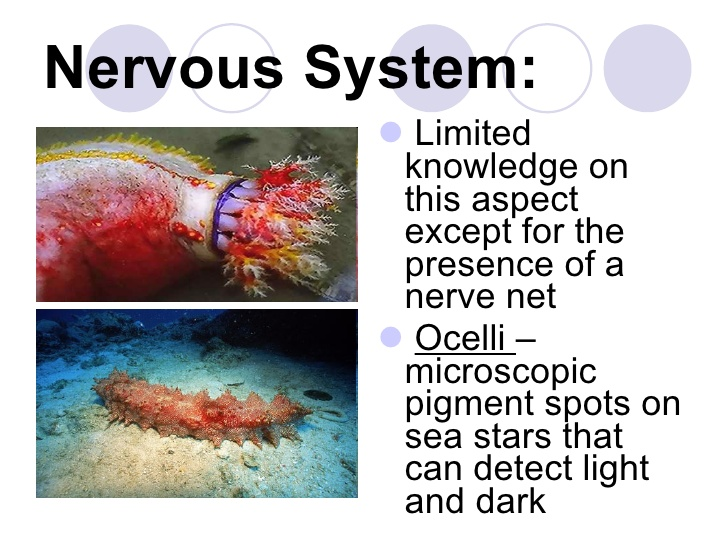 Nervous System:
Limited
knowledge on
this aspect
except for the
presence of a
nerve net
Ocelli –
microscopic
pigment spots on
sea stars that
can detect light
and dark